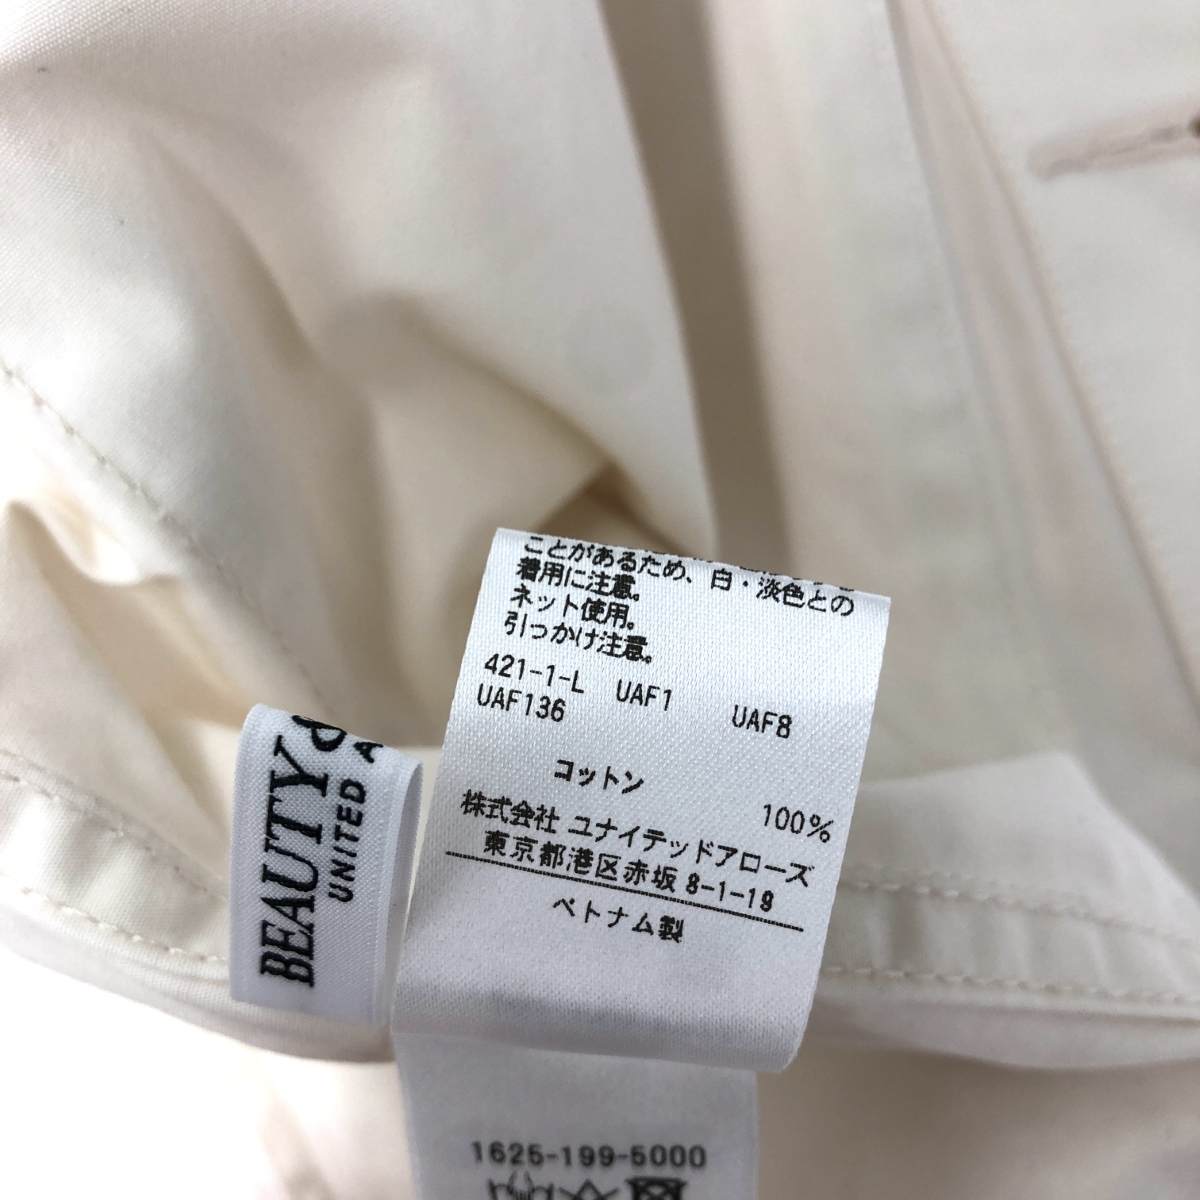 ことがあるため、白・淡色との
着用に注意。
ネット使用。
引っかけ注意。
421-1-L UAF1 UAF8
UAF136
コットン 100%
株式会社 ユナイテッドアローズ
東京都港区赤坂 8-1-19
ベトナム製
BEAUTY &
UNITED A
1625-199-5000